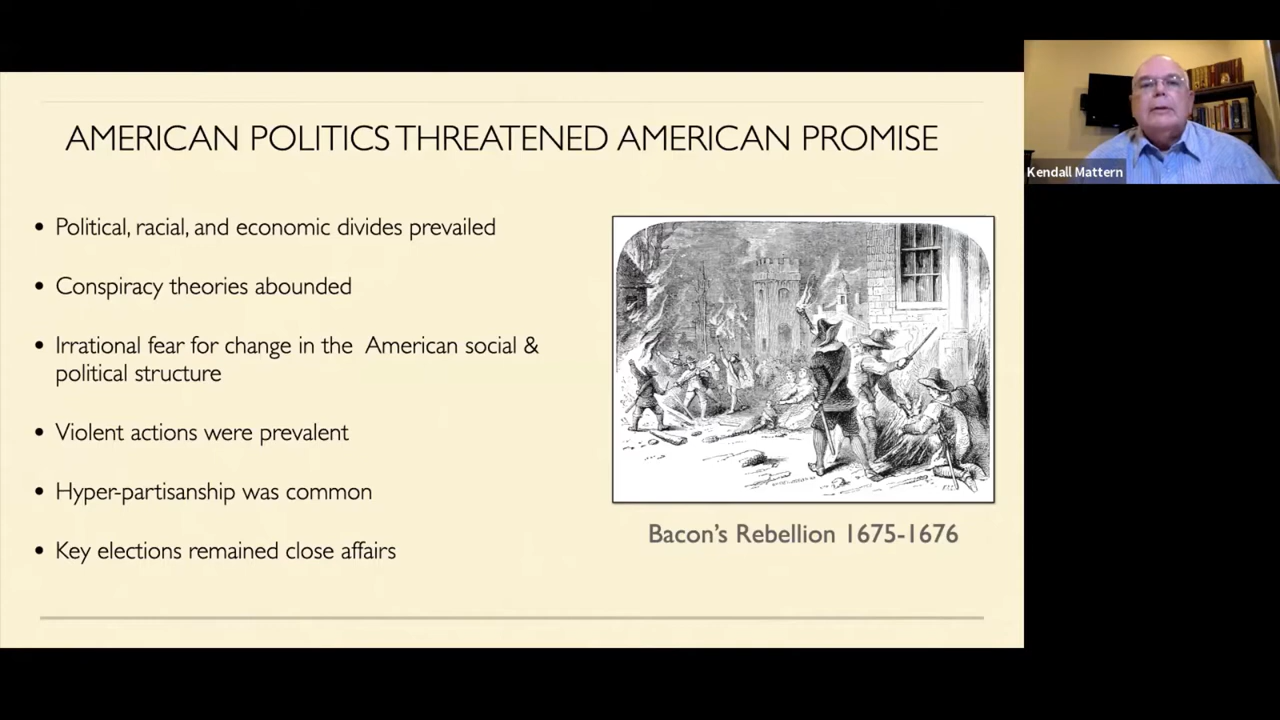 AMERICAN POLITICS THREATENED AMERICAN PROMISE
• Political, racial, and economic divides prevailed
• Conspiracy theories abounded
• Irrational fear for change in the American social &
political structure
• Violent actions were prevalent
• Hyper-partisanship was common
• Key elections remained close affairs
Bacon's Rebellion 1675-1676
Kendall Mattern